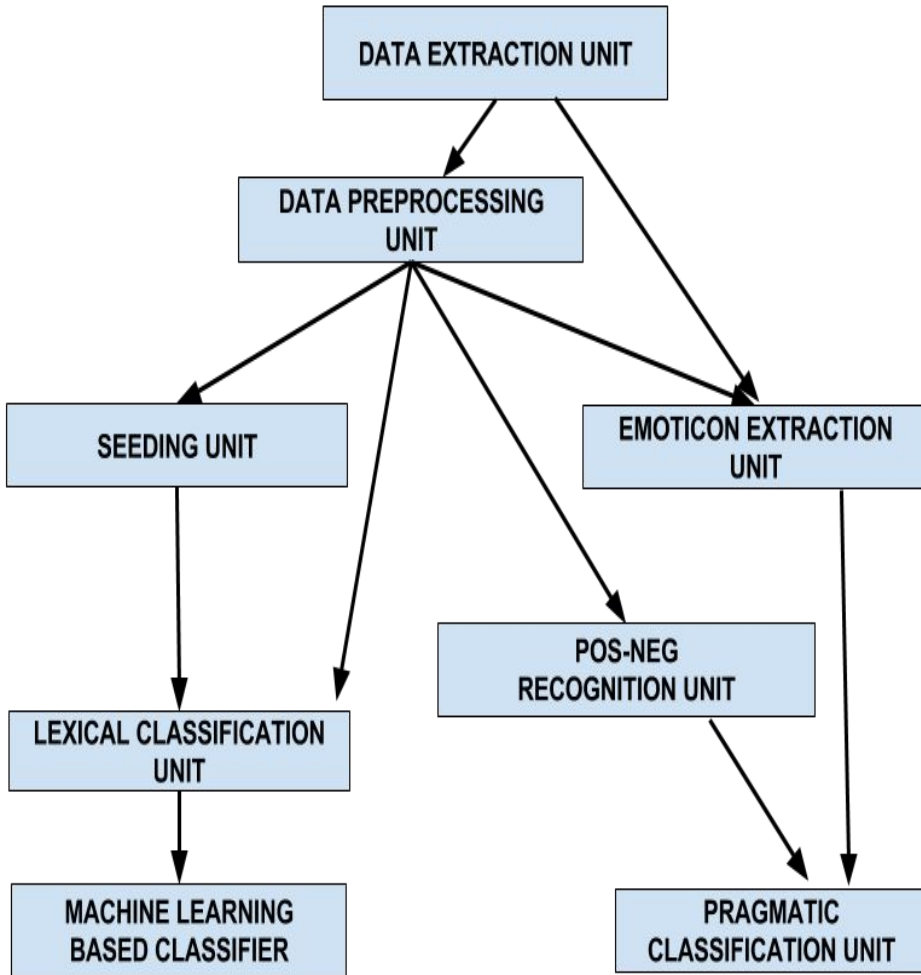 DATA EXTRACTION UNIT
DATA PREPROCESSING
UNIT
SEEDING UNIT
EMOTICON EXTRACTION
UNIT
POS-NEG
RECOGNITION UNIT
LEXICAL CLASSIFICATION
UNIT
MACHINE LEARNING
BASED CLASSIFIER
PRAGMATIC
CLASSIFICATION UNIT